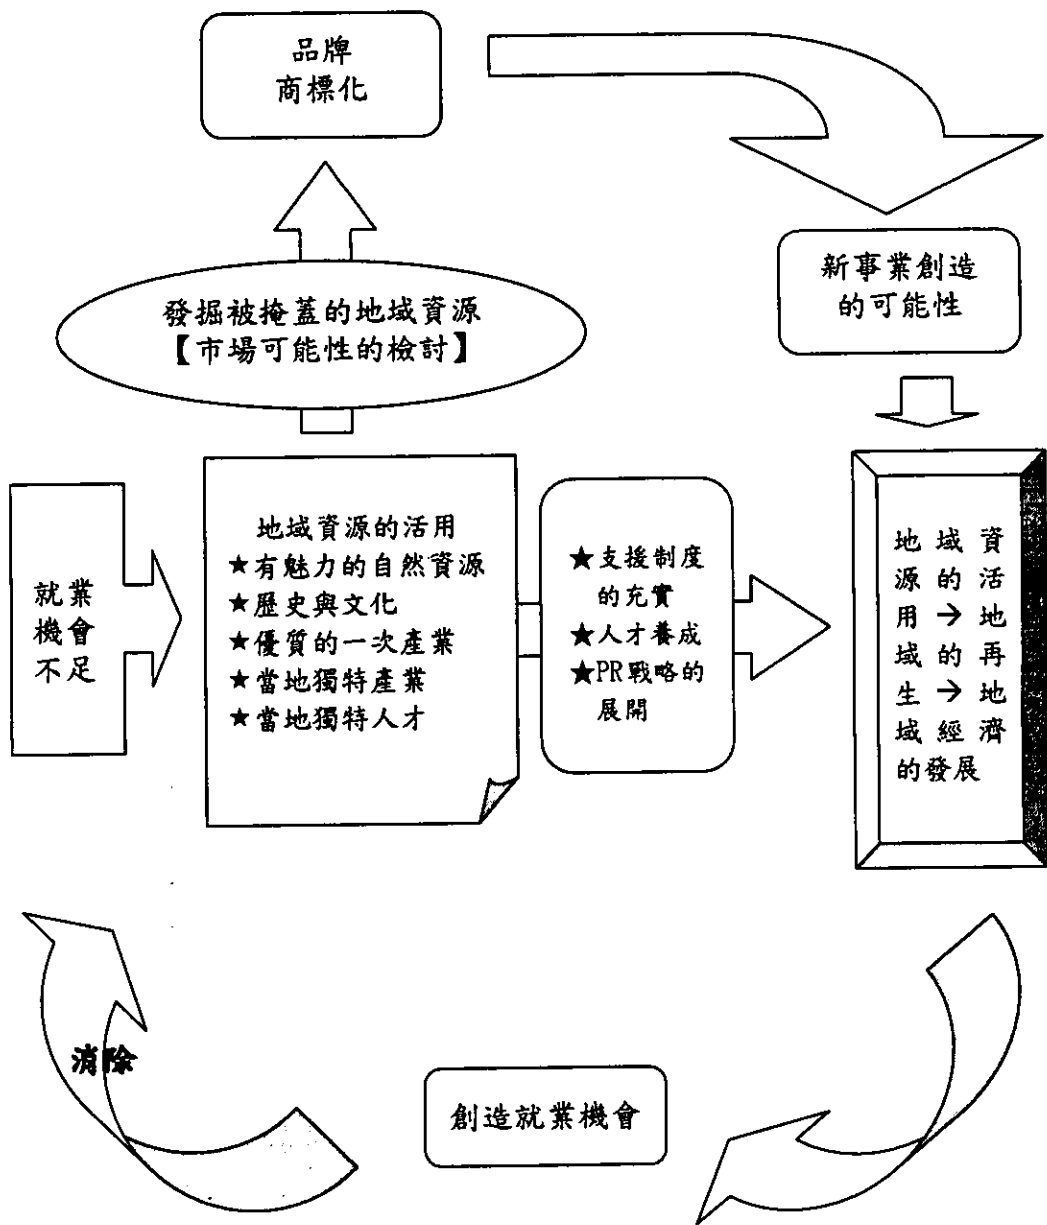 品牌
商標化
發掘被掩蓋的地域資源
【市場可能性的檢討】
新事業創造
的可能性
就業
機會
不足
地域資源的活用
★有魅力的自然資源
★歷史與文化
★優質的一次產業
★當地獨特產業
★當地獨特人才
★支援制度
的充實
★人才養成
★PR戰略的
展開
地域資
源的活
用→地
域的再
生→地
域經濟
的發展
消除
創造就業機會